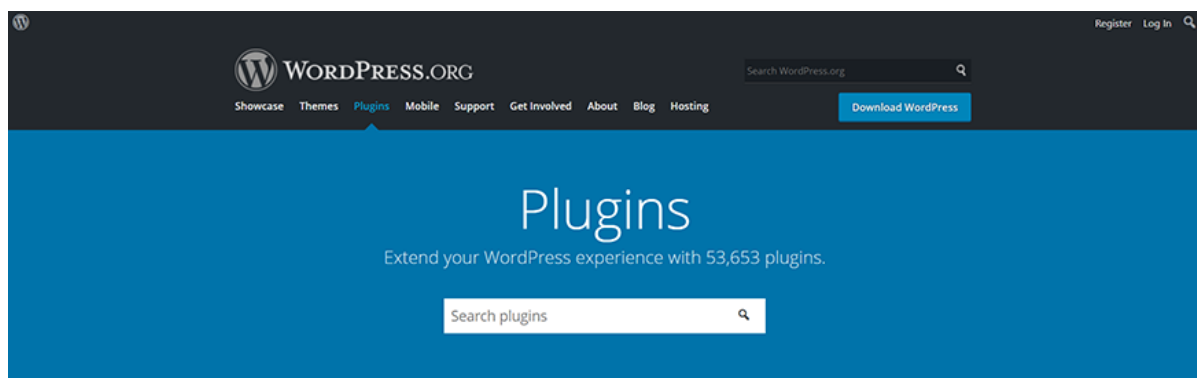 Register Log In
WORDPRESS.ORG
Search WordPress.org
Showcase Themes Plugins Mobile Support Get Involved About Blog Hosting
Download WordPress
Plugins
Extend your WordPress experience with 53,653 plugins.
Search plugins